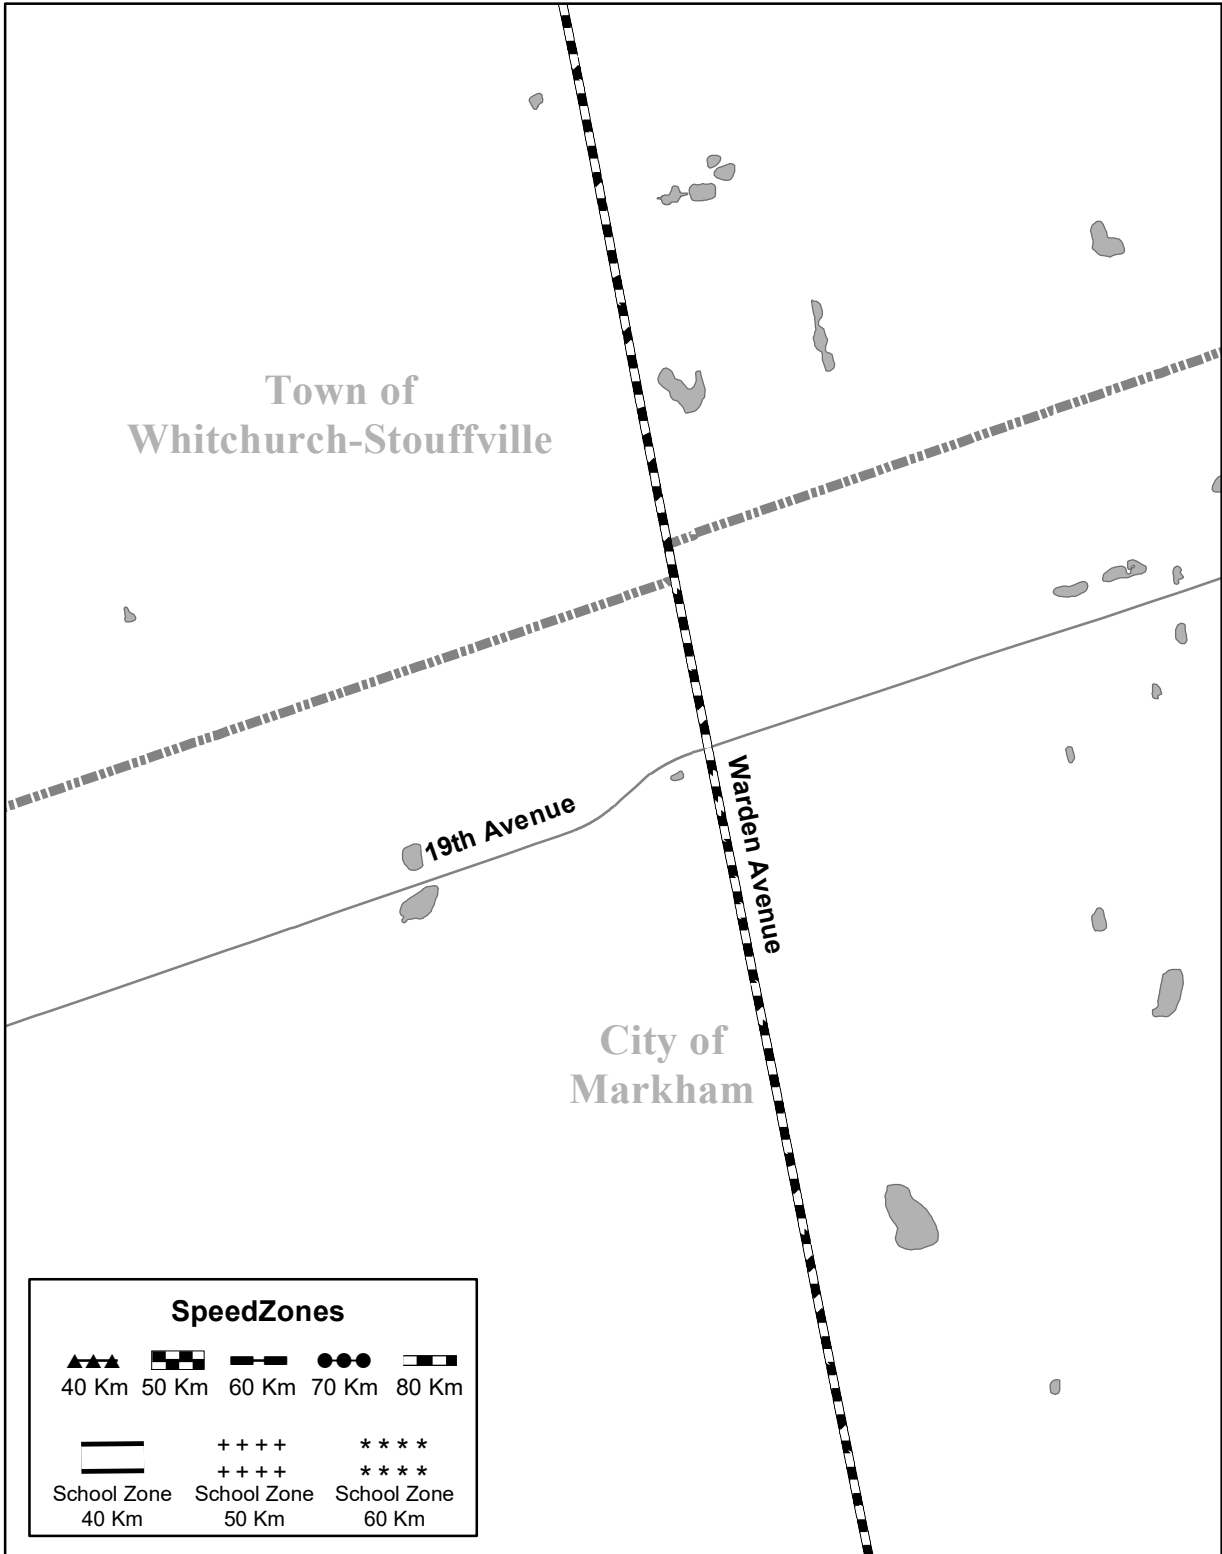 Town of
Whitchurch-Stouffville
19th Avenue
Warden Avenue
City of
Markham
SpeedZones
40 Km 50 Km 60 Km 70 Km 80 Km
School Zone School Zone School Zone
40 Km 50 Km 60 Km